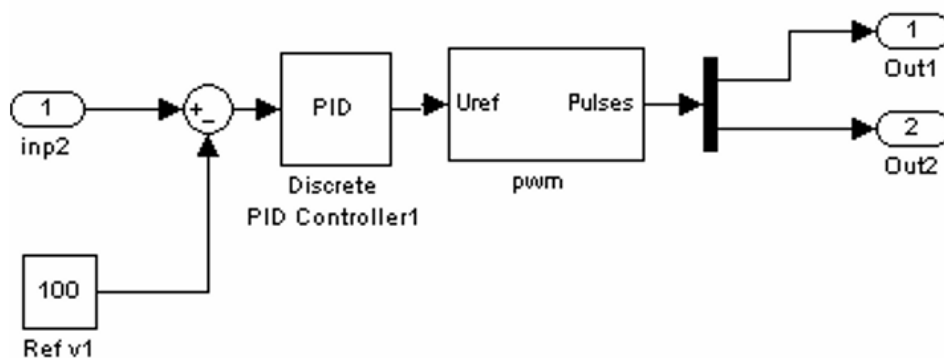 1
inp2
+
−
PID
Discrete
PID Controller1
Uref
Pulses
pwm
1
Out1
2
Out2
100
Ref v1